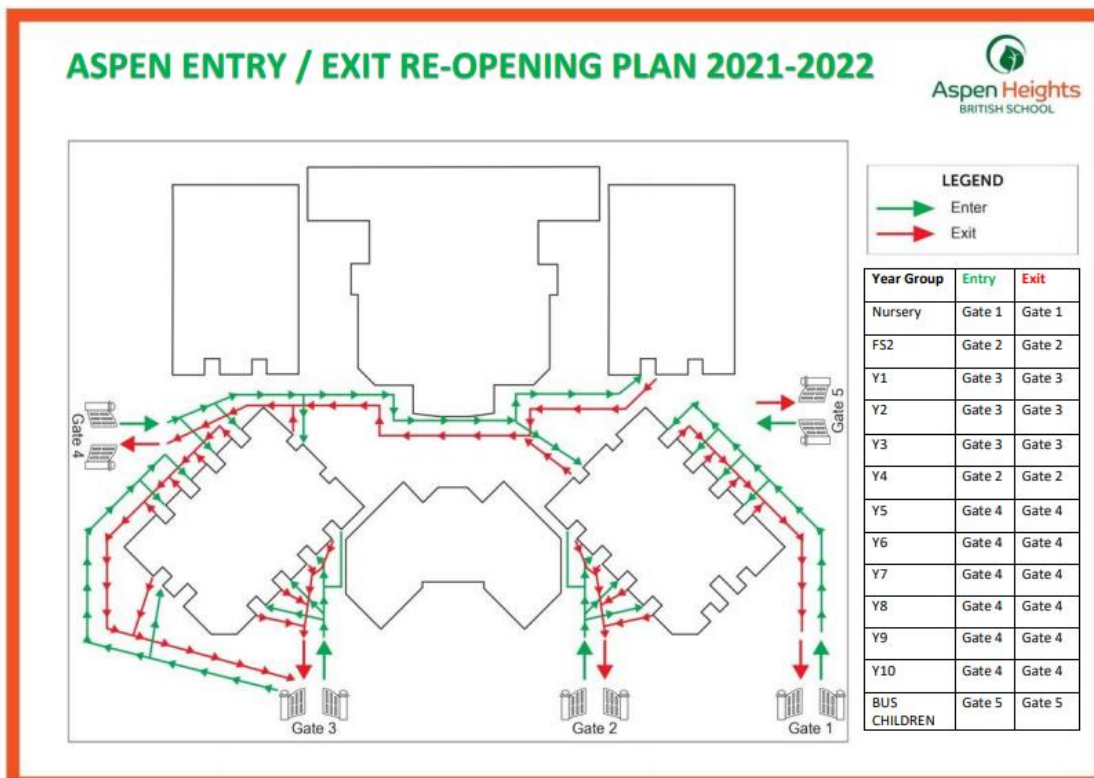 ASPEN ENTRY / EXIT RE-OPENING PLAN 2021-2022
Aspen Heights
BRITISH SCHOOL
LEGEND
Enter
Exit
Year Group Entry Exit
Nursery Gate 1 Gate 1
FS2 Gate 2 Gate 2
Y1 Gate 3 Gate 3
Y2 Gate 3 Gate 3
Y3 Gate 3 Gate 3
Y4 Gate 2 Gate 2
Y5 Gate 4 Gate 4
Y6 Gate 4 Gate 4
Y7 Gate 4 Gate 4
Y8 Gate 4 Gate 4
Y9 Gate 4 Gate 4
Y10 Gate 4 Gate 4
BUS Gate 5 Gate 5
CHILDREN
Gate 4
Gate 5
Gate 3
Gate 2
Gate 1